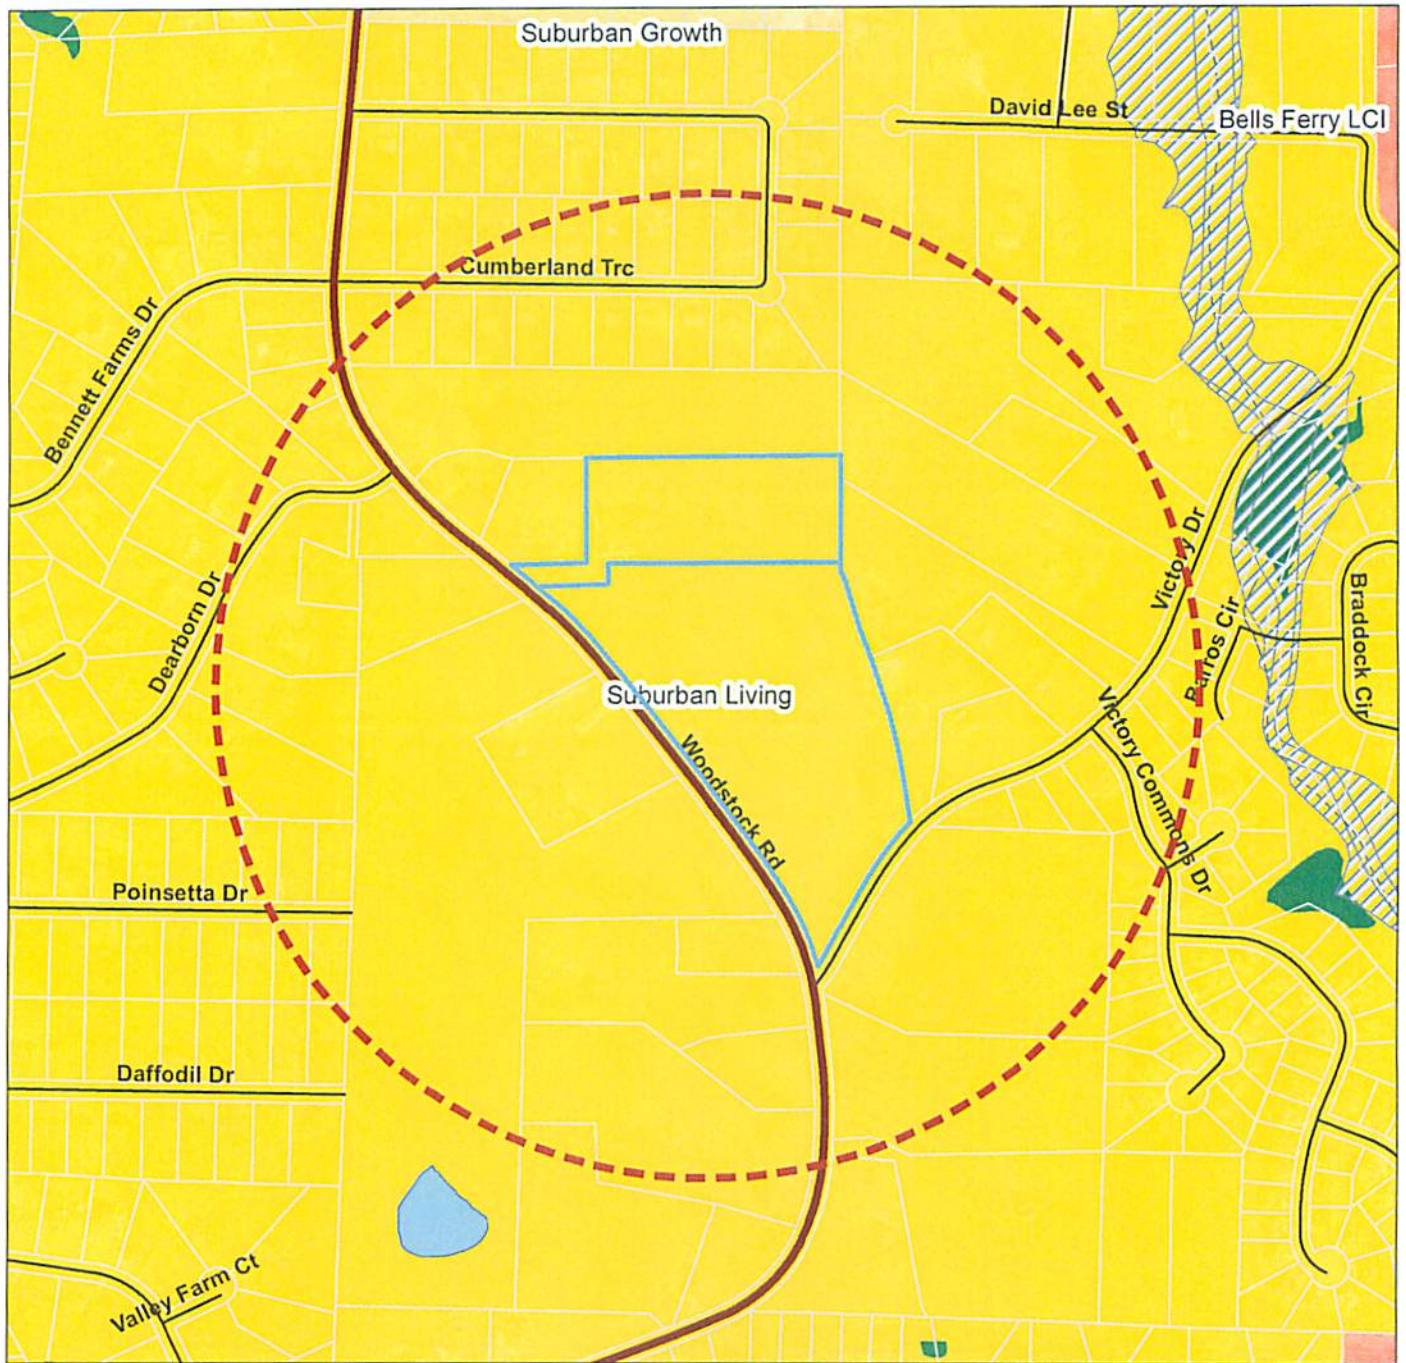 Suburban Growth
David Lee St
Bells Ferry LCI
Cumberland Trc
Bennett Farms Dr
Victory Dr
Dearborn Dr
Barros Cir
Braddock Cir
Suburban Living
Victory Commons Dr
Woodstock Rd
Poinsetta Dr
Daffodil Dr
Valley Farm Ct